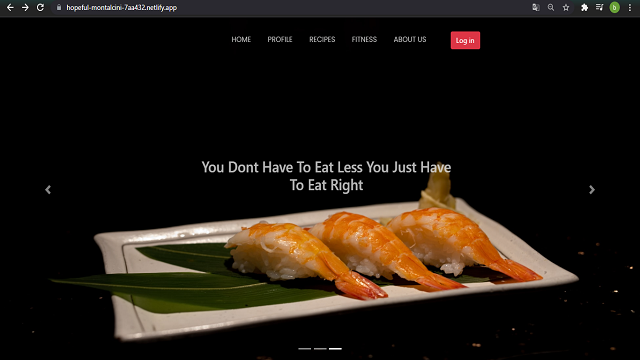 hopeful-montalcini-7aa432.netlify.app
b
HOME PROFILE RECIPES FITNESS ABOUT US Log in
You Dont Have To Eat Less You Just Have
To Eat Right